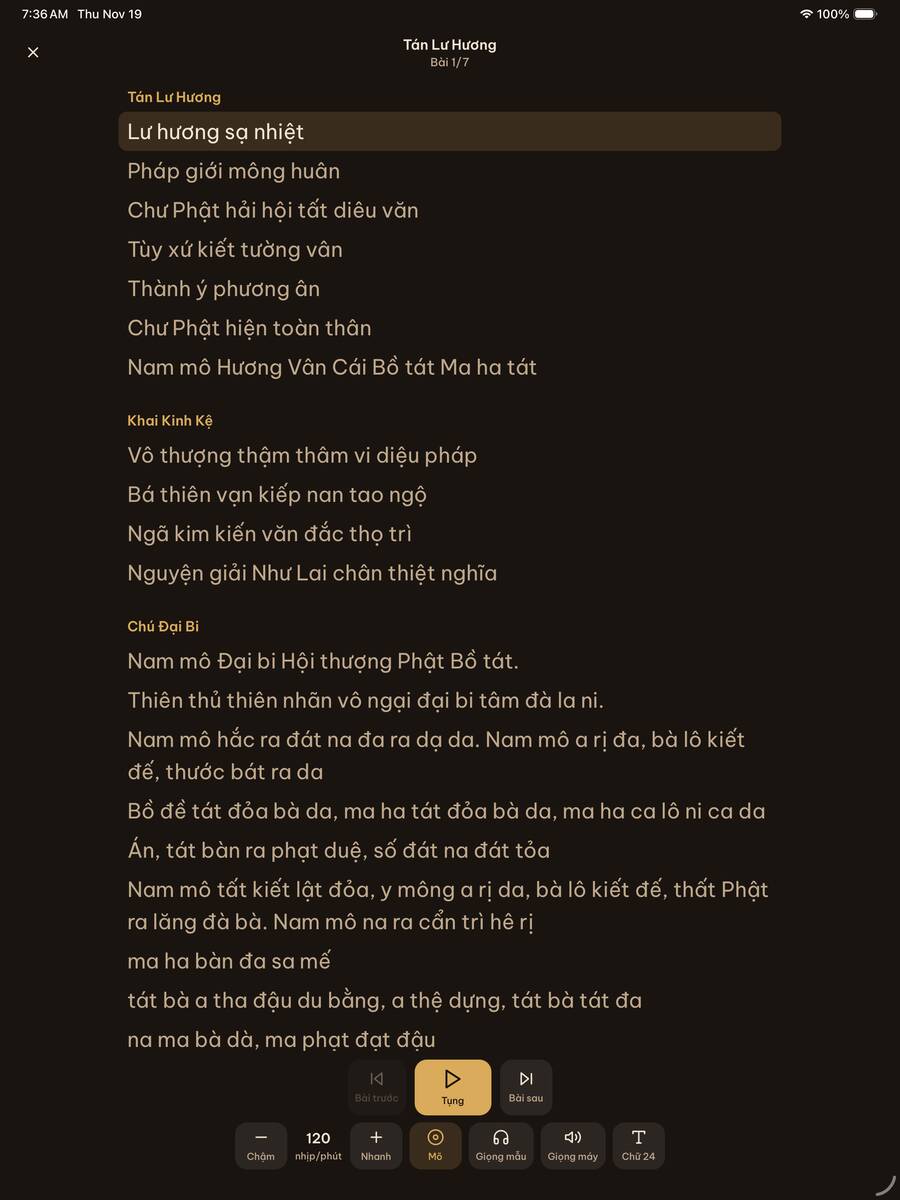 7:36 AM Thu Nov 19
100%
Tán Lư Hương
Bài 1/7
Tán Lư Hương
Lư hương sạ nhiệt
Pháp giới mông huân
Chư Phật hải hội tất diêu văn
Tùy xứ kiết tường vân
Thành ý phương ân
Chư Phật hiện toàn thân
Nam mô Hương Vân Cái Bồ tát Ma ha tát
Khai Kinh Kệ
Vô thượng thậm thâm vi diệu pháp
Bá thiên vạn kiếp nan tao ngộ
Ngã kim kiến văn đắc thọ trì
Nguyện giải Như Lai chân thiệt nghĩa
Chú Đại Bi
Nam mô Đại bi Hội thượng Phật Bồ tát.
Thiên thủ thiên nhãn vô ngại đại bi tâm đà la ni.
Nam mô hắc ra đát na đa ra dạ da. Nam mô a rị đa, bà lô kiết
đế, thước bát ra da
Bồ đề tát đỏa bà da, ma ha tát đỏa bà da, ma ha ca lô ni ca da
Án, tát bàn ra phạt duệ, số đát na đát tỏa
Nam mô tất kiết lật đỏa, y mông a rị da, bà lô kiết đế, thất Phật
ra lăng đà bà. Nam mô na ra cẩn trì hê rị
ma ha bàn đa sa mế
tát bà a tha đậu du bằng, a thệ dựng, tát bà tát đa
na ma bà dà, ma phạt đạt đậu
Bài trước
Tụng
Bài sau
Chậm
120
nhịp/phút
Nhanh
Mõ
Giọng mẫu
Giọng máy
Chữ 24